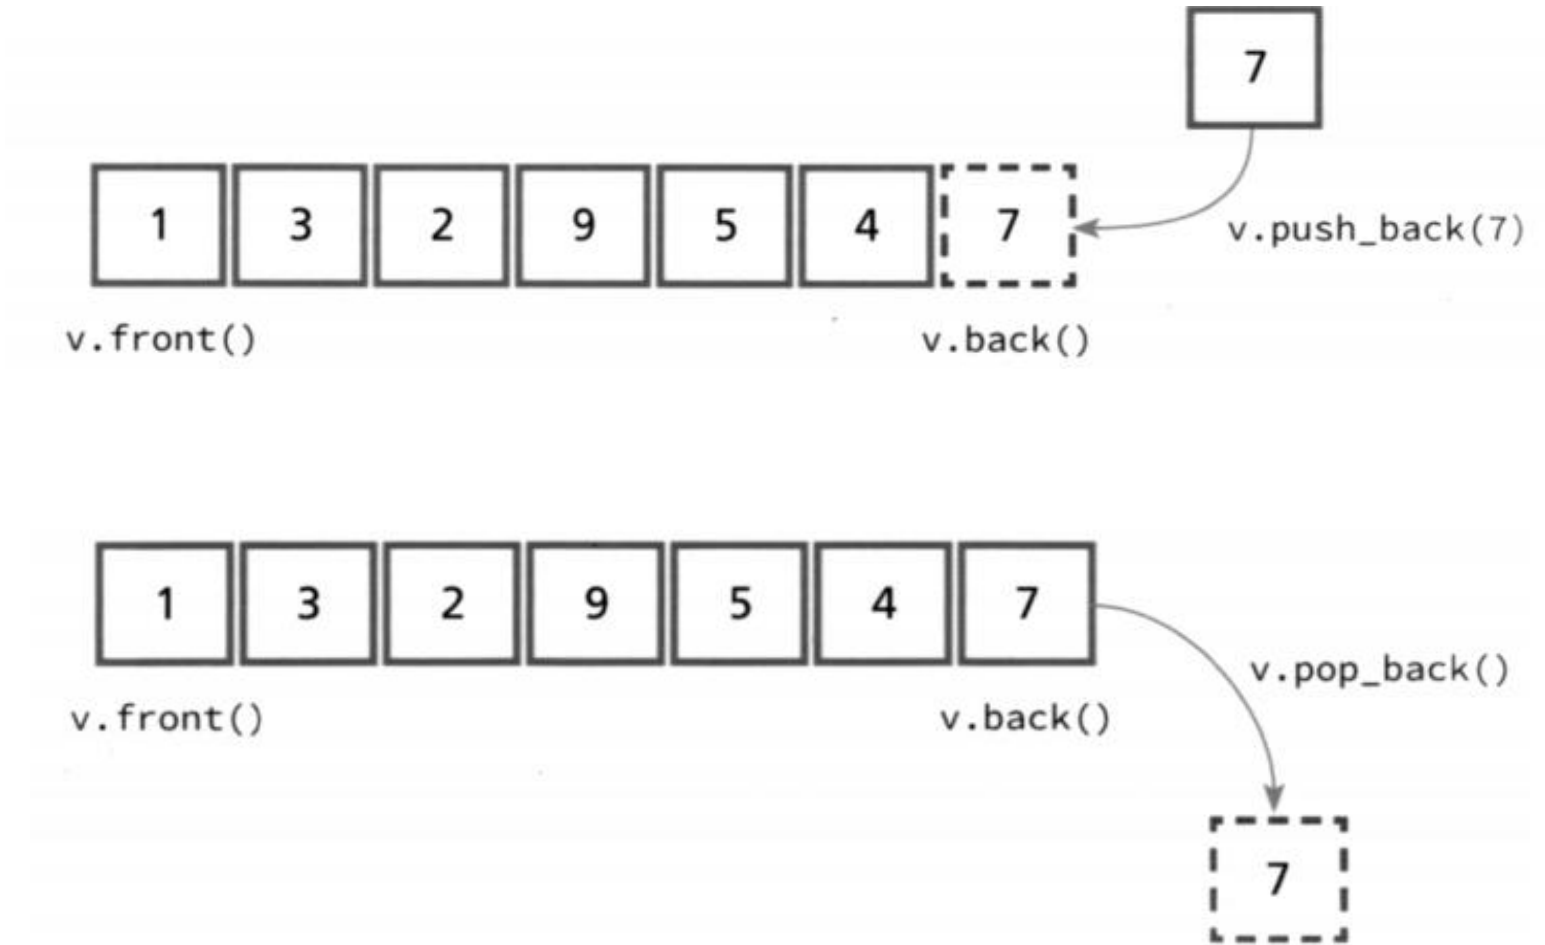 7
1 3 2 9 5 4 7
v.push_back(7)
v.front() v.back()
1 3 2 9 5 4 7
v.pop_back()
v.front() v.back()
7